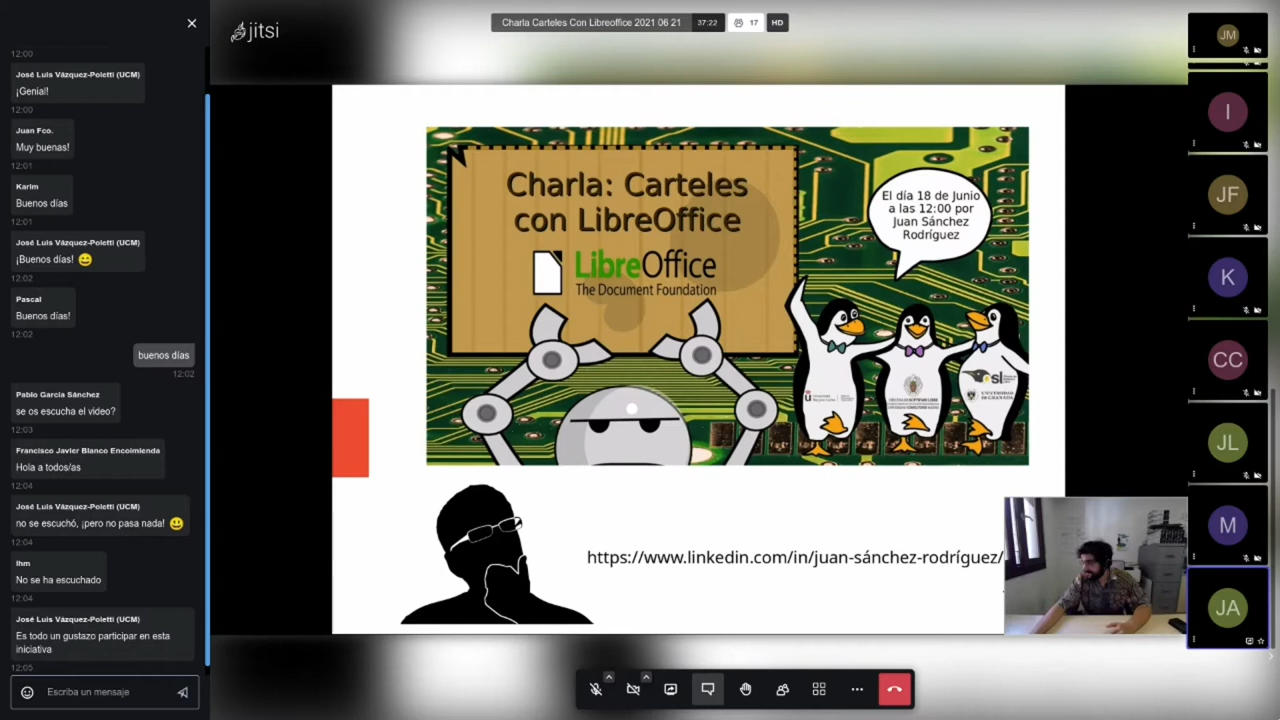 12:00
José Luis Vázquez-Poletti (UCM)
¡Genial!
12:00
Juan Fco.
Muy buenas!
12:01
Karim
Buenos días
12:01
José Luis Vázquez-Poletti (UCM)
¡Buenos días! 😄
12:02
Pascal
Buenos días!
12:02
buenos días
12:02
Pablo García Sánchez
se os escucha el video?
12:03
Francisco Javier Blanco Encoimienda
Hola a todos/as
12:04
José Luis Vázquez-Poletti (UCM)
no se escuchó, ¡pero no pasa nada! 😃
12:04
lhm
No se ha escuchado
12:04
José Luis Vázquez-Poletti (UCM)
Es todo un gustazo participar en esta
iniciativa
12:05
Escriba un mensaje
jitsi
Charla Carteles Con Libreoffice 2021 06 21 37:22 17 HD
Charla: Carteles
con LibreOffice
LibreOffice
The Document Foundation
El día 18 de Junio
a las 12:00 por
Juan Sánchez
Rodríguez
https://www.linkedin.com/in/juan-sánchez-rodríguez/
JM
I
JF
K
CC
JL
M
JA